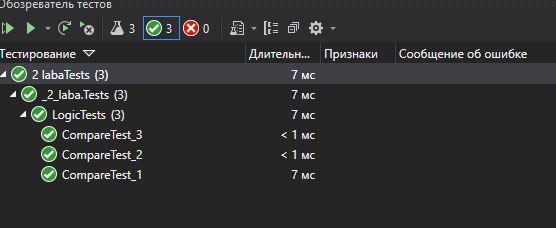 Обозреватель тестов
3 3 0
Тестирование Длительн... Признаки Сообщение об ошибке
2 labaTests (3) 7 мс
_2_laba.Tests (3) 7 мс
LogicTests (3) 7 мс
CompareTest_3 < 1 мс
CompareTest_2 < 1 мс
CompareTest_1 7 мс